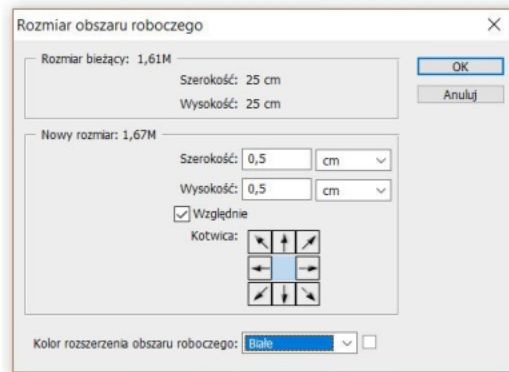 Rozmiar obszaru roboczego
Rozmiar bieżący: 1,61M
Szerokość: 25 cm
Wysokość: 25 cm
OK
Anuluj
Nowy rozmiar: 1,67M
Szerokość: 0,5 cm
Wysokość: 0,5 cm
Względnie
Kotwica:
Kolor rozszerzenia obszaru roboczego: Białe